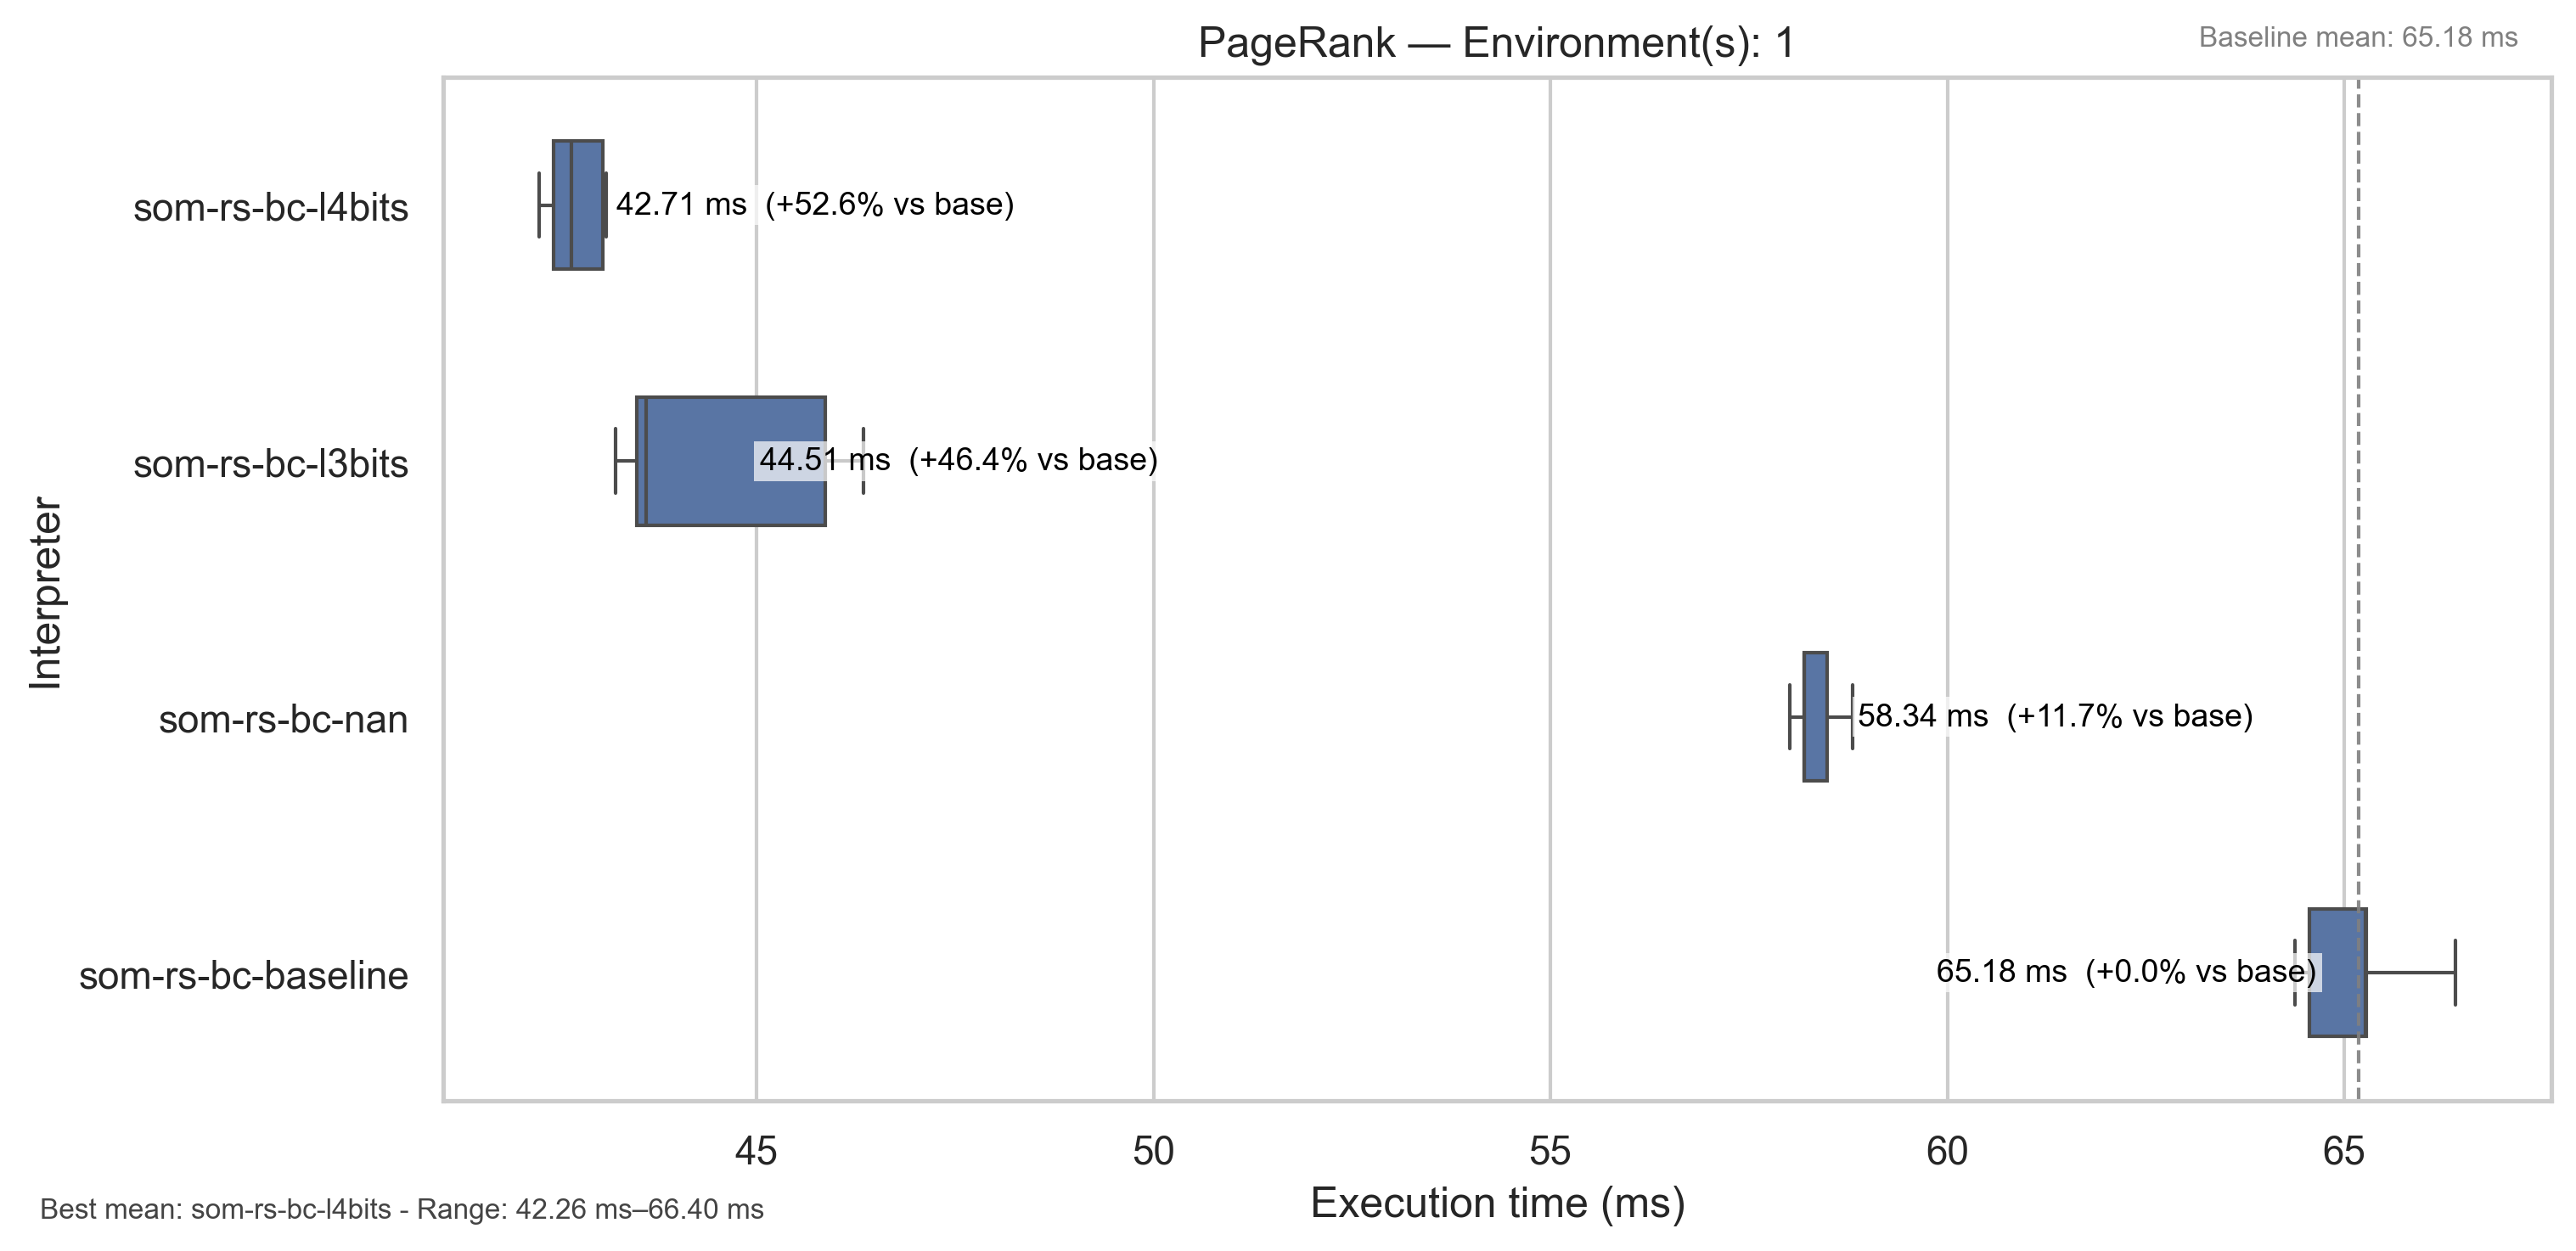 PageRank — Environment(s): 1
Baseline mean: 65.18 ms
som-rs-bc-l4bits
42.71 ms  (+52.6% vs base)
som-rs-bc-l3bits
44.51 ms  (+46.4% vs base)
Interpreter
som-rs-bc-nan
58.34 ms  (+11.7% vs base)
som-rs-bc-baseline
65.18 ms  (+0.0% vs base)
45 50 55 60 65
Execution time (ms)
Best mean: som-rs-bc-l4bits - Range: 42.26 ms–66.40 ms